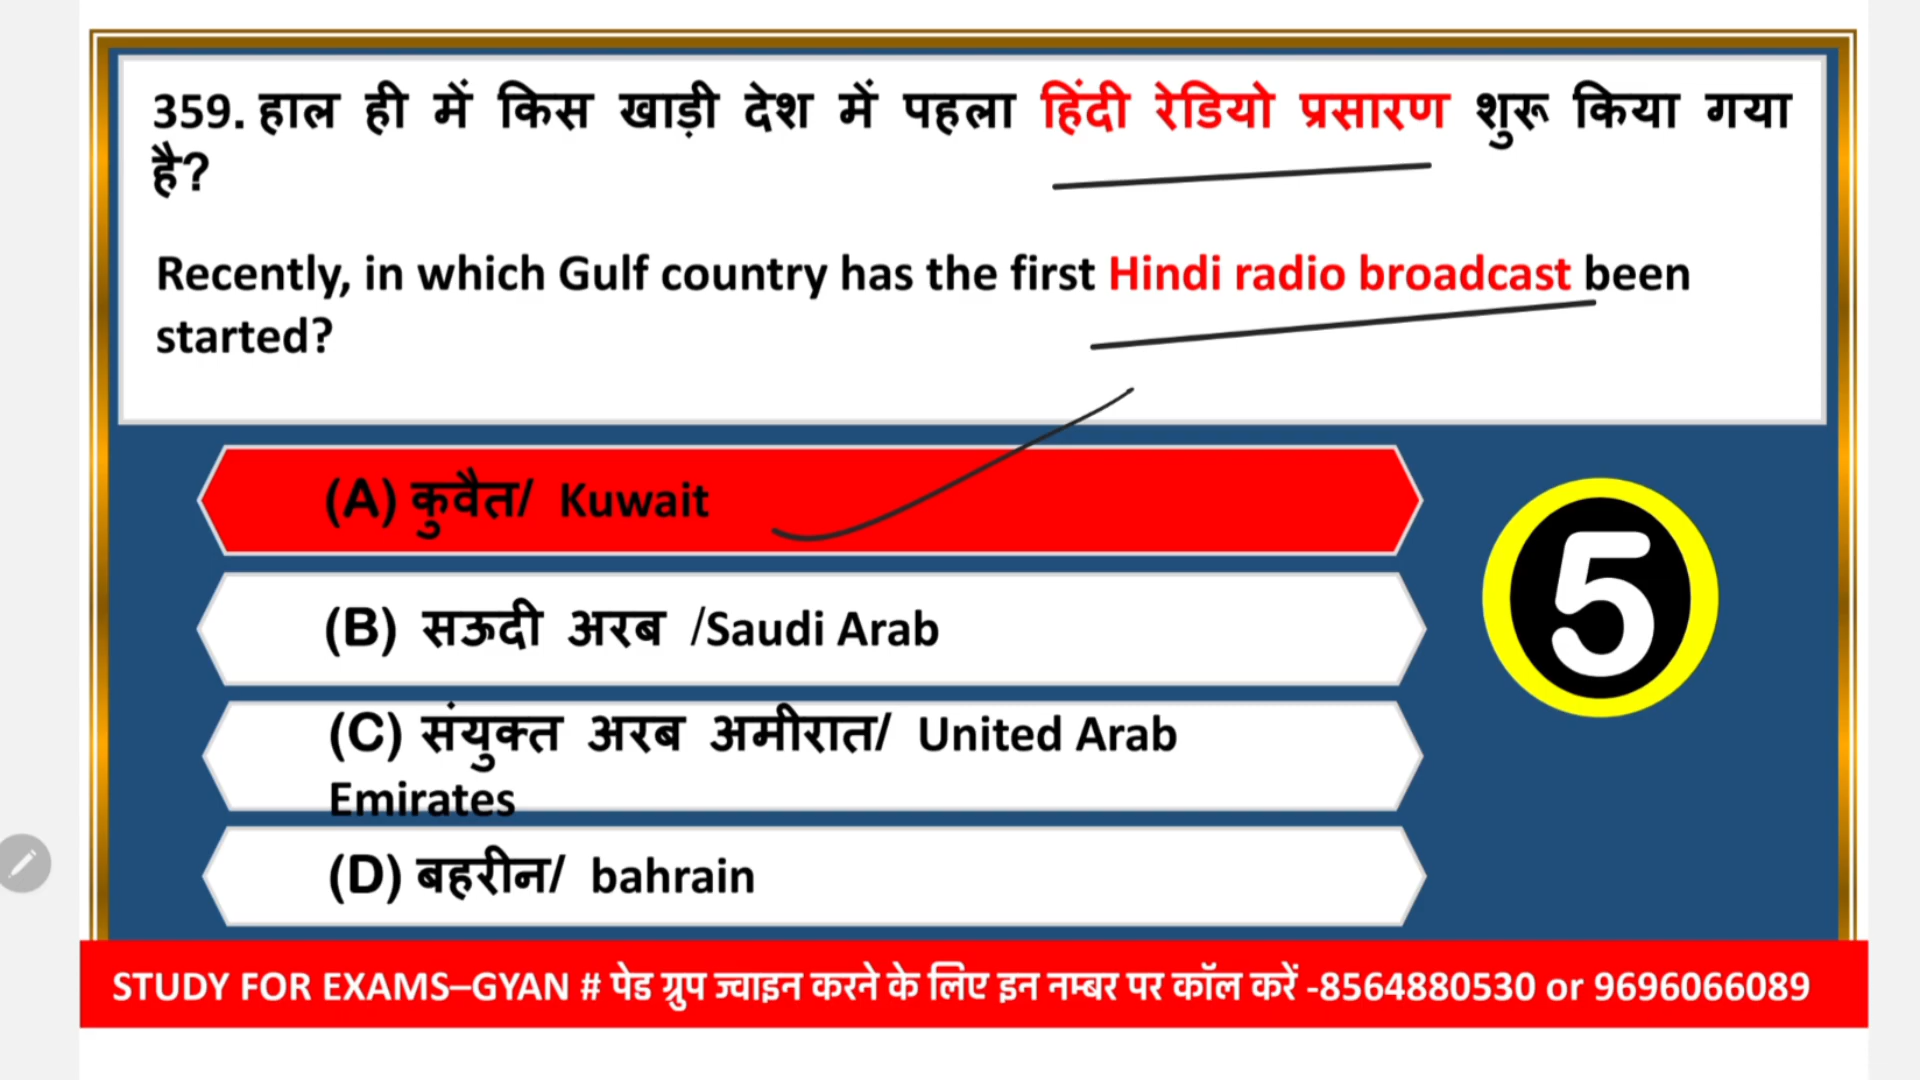 359. हाल ही में किस खाड़ी देश में पहला हिंदी रेडियो प्रसारण शुरू किया गया
है?
Recently, in which Gulf country has the first Hindi radio broadcast been
started?
(A) कुवैत/ Kuwait
(B) सऊदी अरब /Saudi Arab
5
(C) संयुक्त अरब अमीरात/ United Arab
Emirates
(D) बहरीन/ bahrain
STUDY FOR EXAMS–GYAN # पेड ग्रुप ज्वाइन करने के लिए इन नम्बर पर कॉल करें -8564880530 or 9696066089